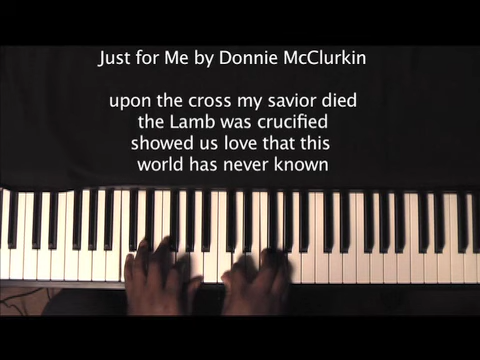 Just for Me by Donnie McClurkin
upon the cross my savior died
the Lamb was crucified
showed us love that this
world has never known